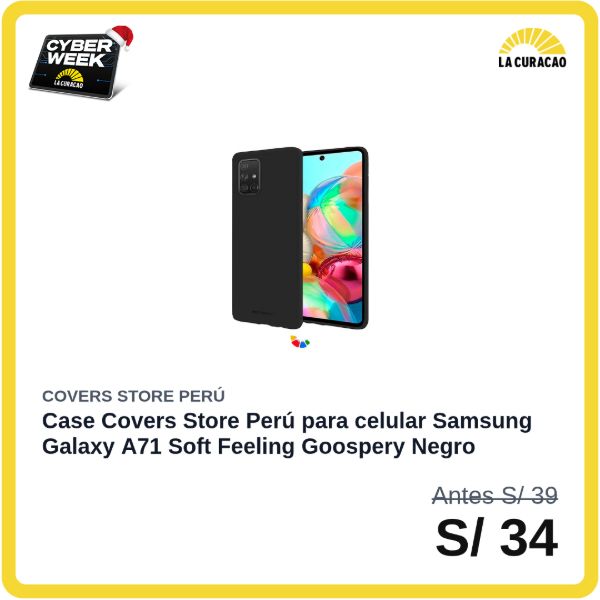 CYBER
WEEK
LA CURACAO
LA CURACAO
COVERS STORE PERÚ
Case Covers Store Perú para celular Samsung
Galaxy A71 Soft Feeling Goospery Negro
Antes S/ 39
S/ 34